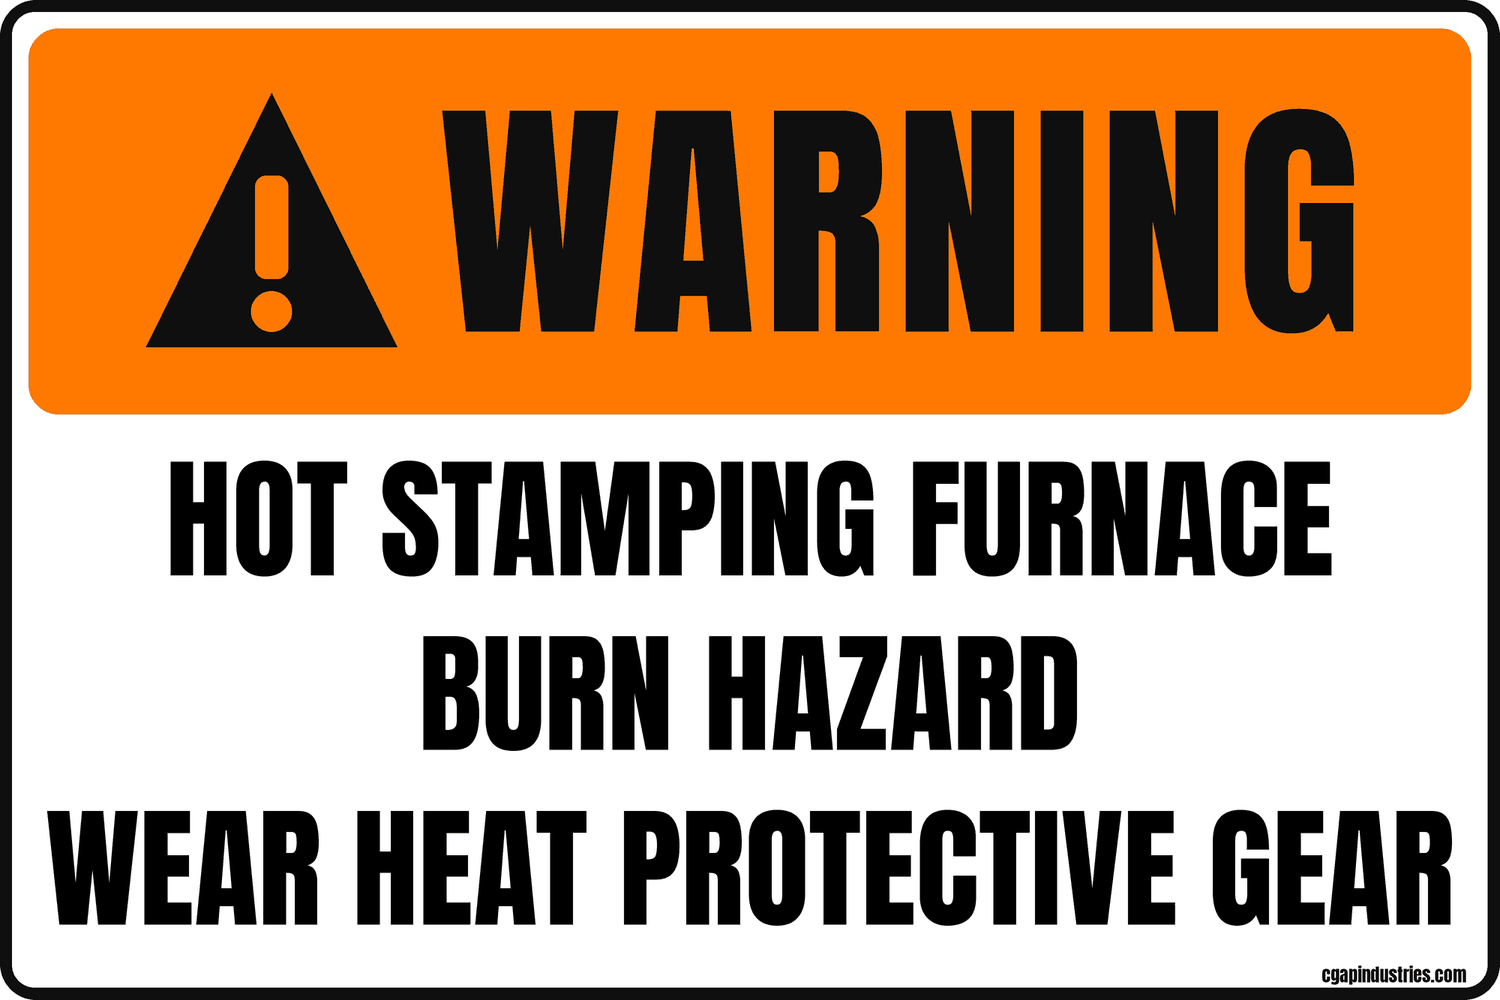 WARNING
HOT STAMPING FURNACE
BURN HAZARD
WEAR HEAT PROTECTIVE GEAR
cgapindustries.com